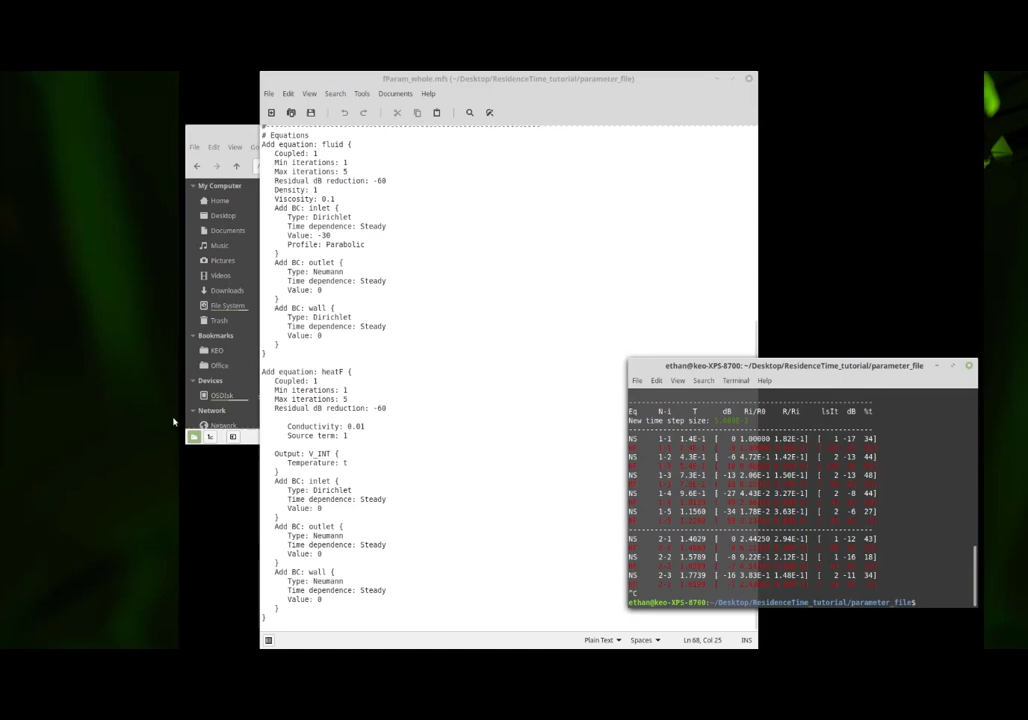 fParam_whole.mfs (~/Desktop/ResidenceTime_tutorial/parameter_file)
File Edit View Search Tools Documents Help
# Equations
Add equation: fluid {
Coupled: 1
Min iterations: 1
Max iterations: 5
Residual dB reduction: -60
Density: 1
Viscosity: 0.1
Add BC: inlet {
Type: Dirichlet
Time dependence: Steady
Value: -30
Profile: Parabolic
}
Add BC: outlet {
Type: Neumann
Time dependence: Steady
Value: 0
}
Add BC: wall {
Type: Dirichlet
Time dependence: Steady
Value: 0
}
}
Add equation: heatF {
Coupled: 1
Min iterations: 1
Max iterations: 5
Residual dB reduction: -60
Conductivity: 0.01
Source term: 1
Output: V_INT {
Temperature: t
}
Add BC: inlet {
Type: Dirichlet
Time dependence: Steady
Value: 0
}
Add BC: outlet {
Type: Neumann
Time dependence: Steady
Value: 0
}
Add BC: wall {
Type: Neumann
Time dependence: Steady
Value: 0
}
}
Plain Text Spaces Ln 68, Col 25 INS
File Edit View
My Computer
Home
Desktop
Documents
Music
Pictures
Videos
Downloads
File System
Trash
Bookmarks
KEO
Office
Devices
OSDisk
Network
Network
ethan@keo-XPS-8700: ~/Desktop/ResidenceTime_tutorial/parameter_file
File Edit View Search Terminal Help
Eq N-i T dB Ri/R0 R/Ri lsIt dB %t
New time step size:
NS 1-1 1.4E-1 [ 0 1.00000 1.82E-1] [ 1 -17 34]
NS 1-2 4.3E-1 [ -6 4.72E-1 1.42E-1] [ 2 -13 44]
NS 1-3 7.3E-1 [ -13 2.06E-1 1.50E-1] [ 2 -13 48]
NS 1-4 9.6E-1 [ -27 4.43E-2 3.27E-1] [ 2 -8 44]
NS 1-5 1.1560 [ -34 1.78E-2 3.63E-1] [ 2 -6 27]
NS 2-1 1.4029 [ 0 2.44250 2.94E-1] [ 1 -12 43]
NS 2-2 1.5789 [ -8 9.22E-1 2.12E-1] [ 1 -16 18]
NS 2-3 1.7739 [ -16 3.83E-1 1.48E-1] [ 2 -11 34]
^C
ethan@keo-XPS-8700:~/Desktop/ResidenceTime_tutorial/parameter_file$